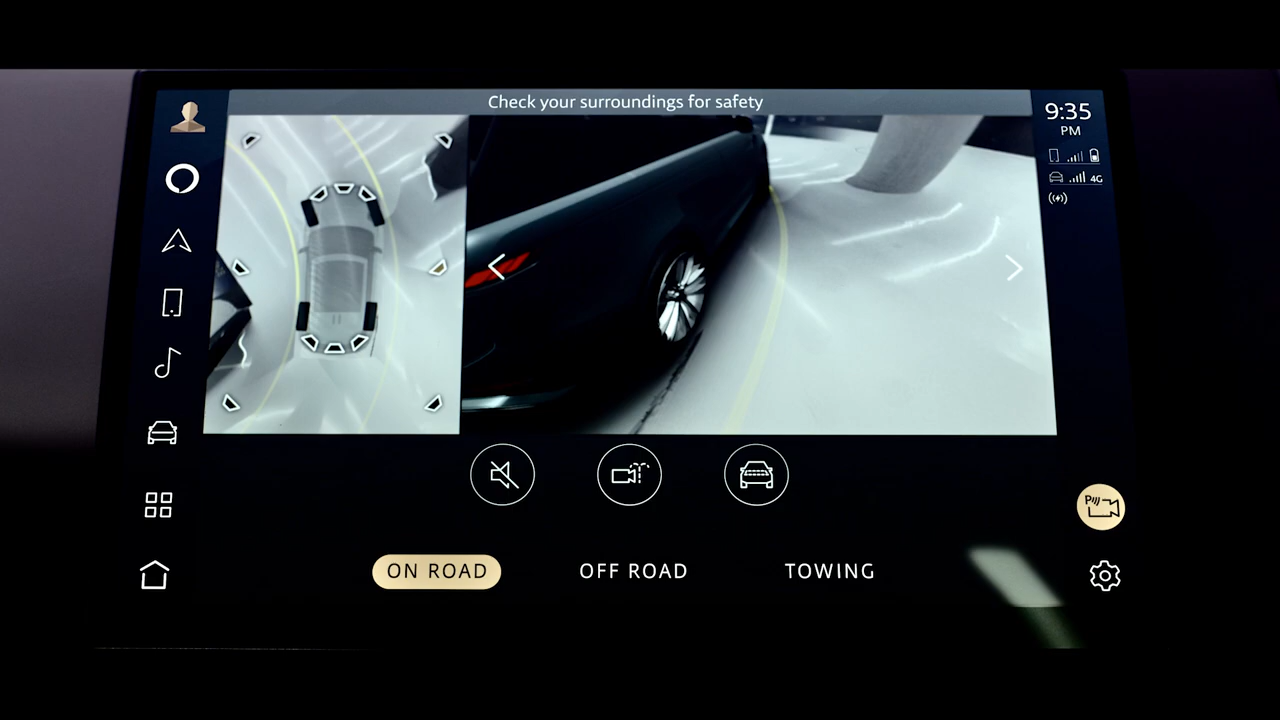 Check your surroundings for safety
9:35
PM
4G
P
ON ROAD
OFF ROAD
TOWING